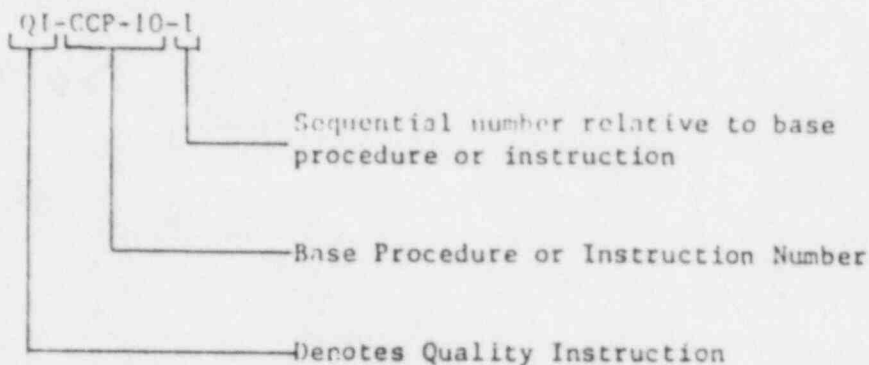 QI-CCP-10-1
Sequential number relative to base
procedure or instruction
Base Procedure or Instruction Number
Denotes Quality Instruction